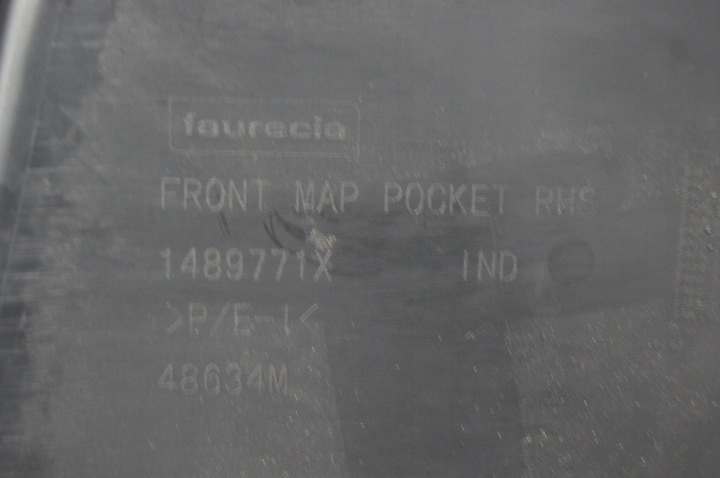 faurecia
FRONT MAP POCKET RHS
1489771X IND
>P/E-I<
48634M